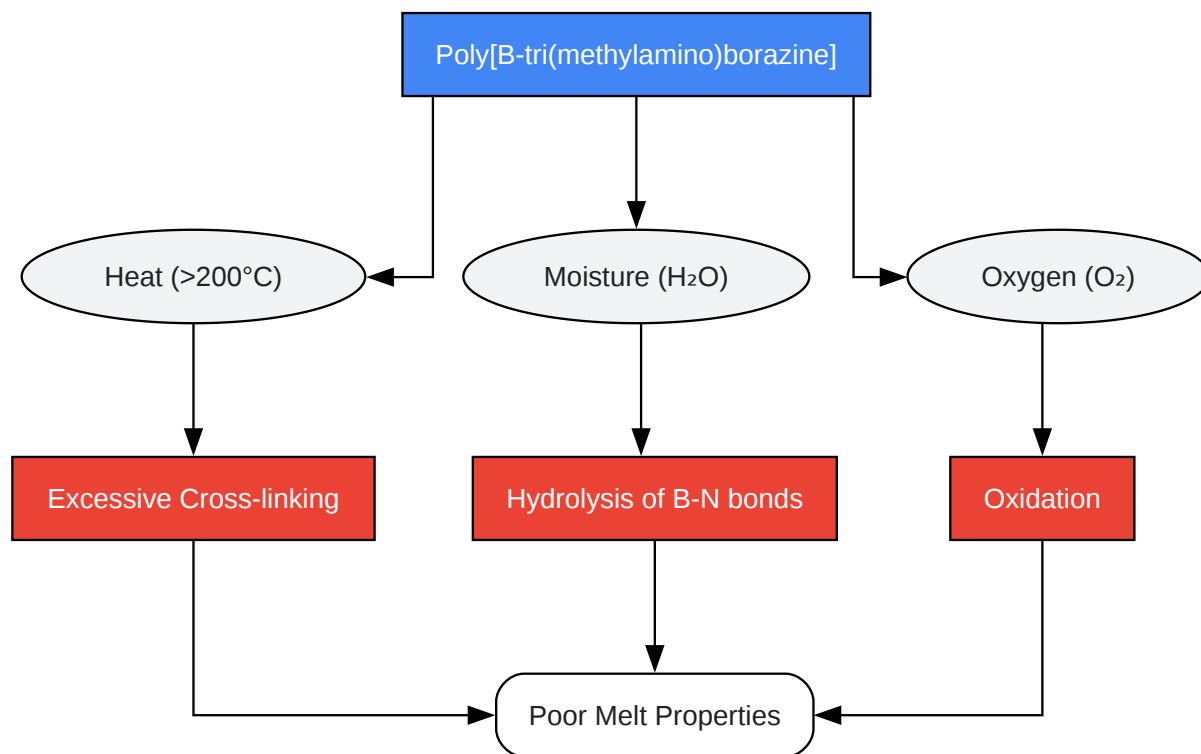 Poly[B-tri(methylamino)borazine]
Heat (>200°C)
Moisture (H₂O)
Oxygen (O₂)
Excessive Cross-linking
Hydrolysis of B-N bonds
Oxidation
Poor Melt Properties